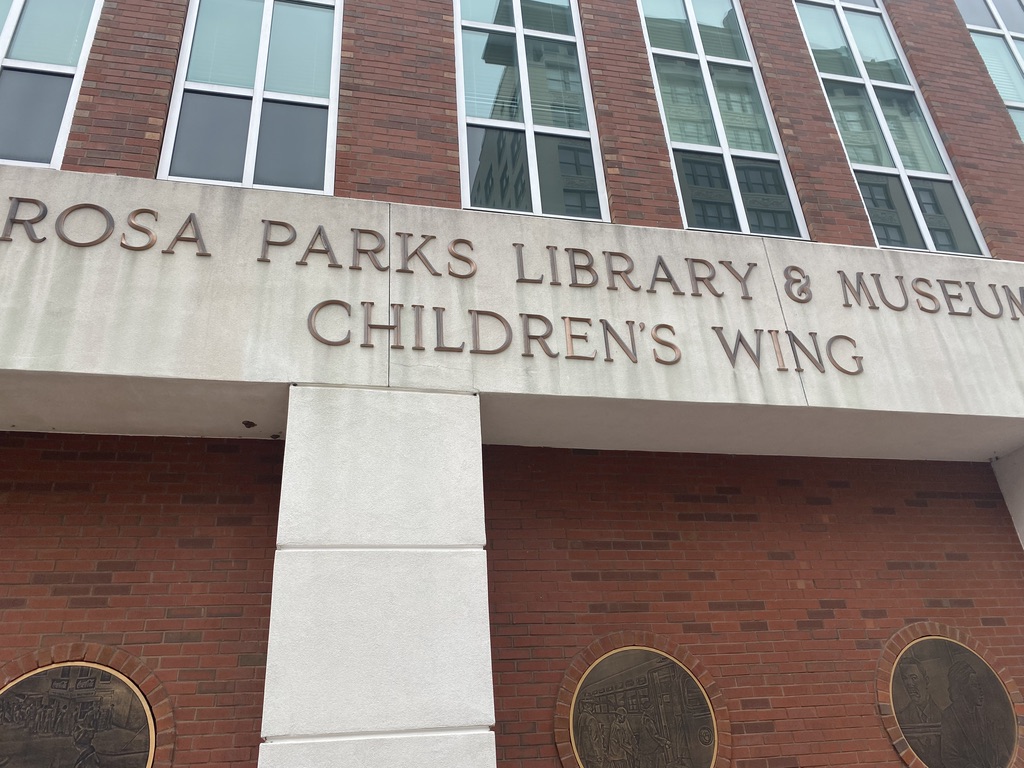 ROSA PARKS LIBRARY & MUSEUM
CHILDREN'S WING